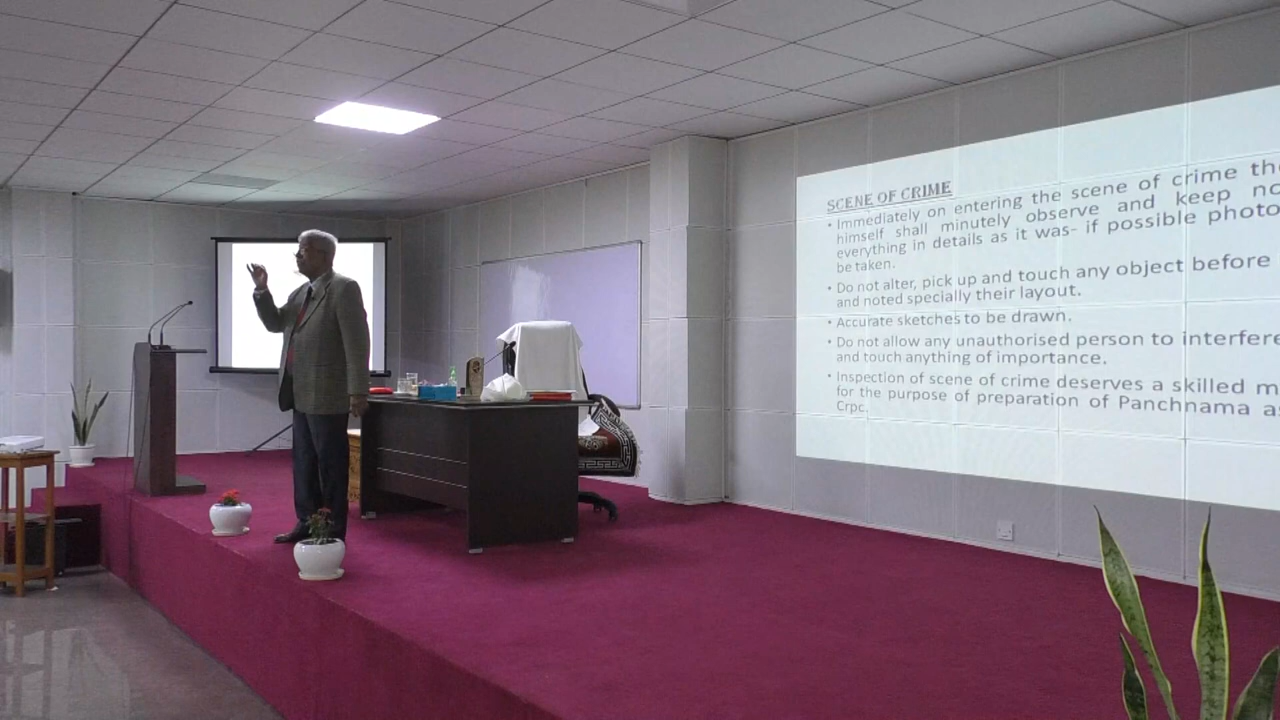 SCENE OF CRIME
• Immediately on entering the scene of crime the
himself shall minutely observe and keep no
everything in details as it was- if possible photo
be taken.
• Do not alter, pick up and touch any object before
and noted specially their layout.
• Accurate sketches to be drawn.
• Do not allow any unauthorised person to interfere
and touch anything of importance.
• Inspection of scene of crime deserves a skilled m
for the purpose of preparation of Panchnama a
Crpc.